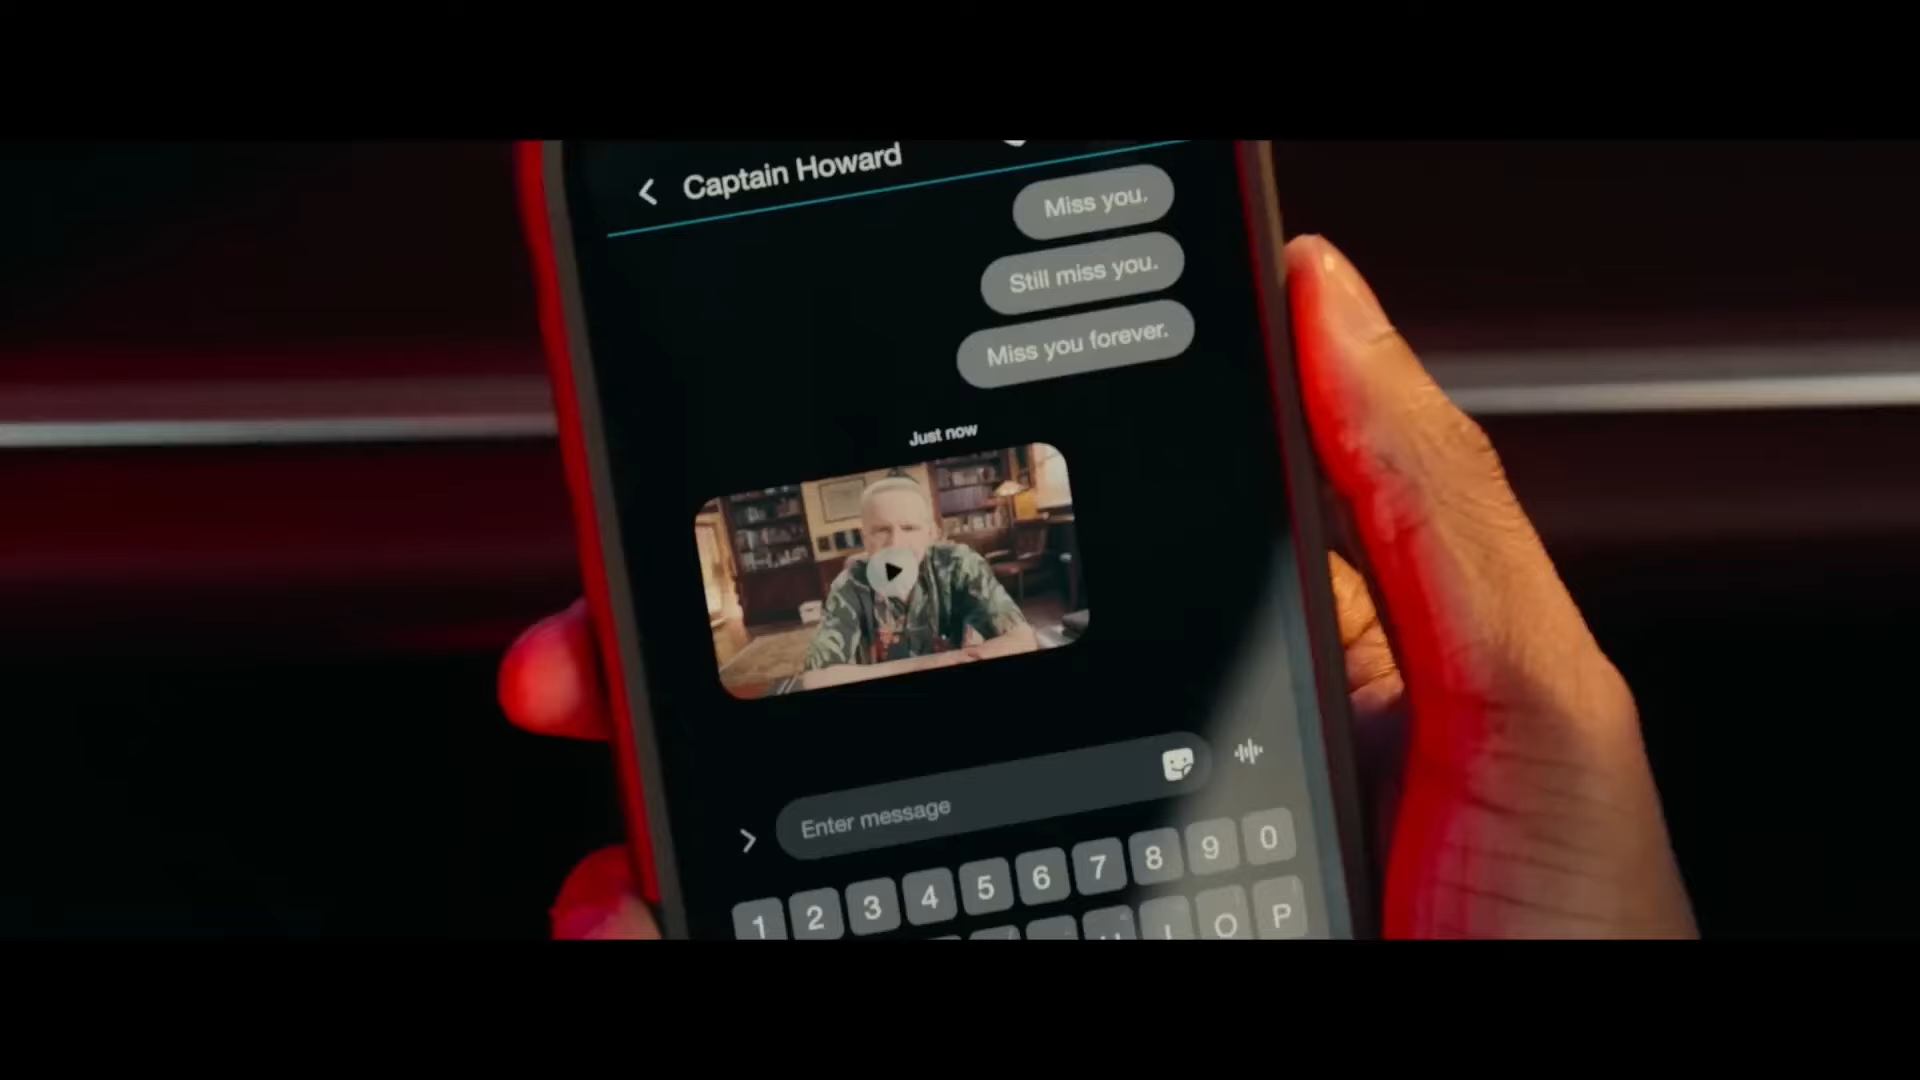 Captain Howard
Miss you.
Still miss you.
Miss you forever.
Just now
Enter message
1 2 3 4 5 6 7 8 9 0
O P